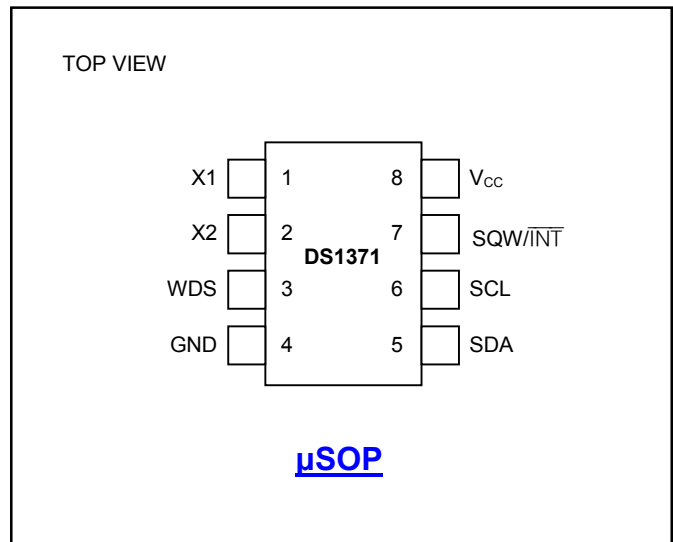 TOP VIEW
X1 1 8 VCC
X2 2 7 SQW/INT
DS1371
WDS 3 6 SCL
GND 4 5 SDA
µSOP